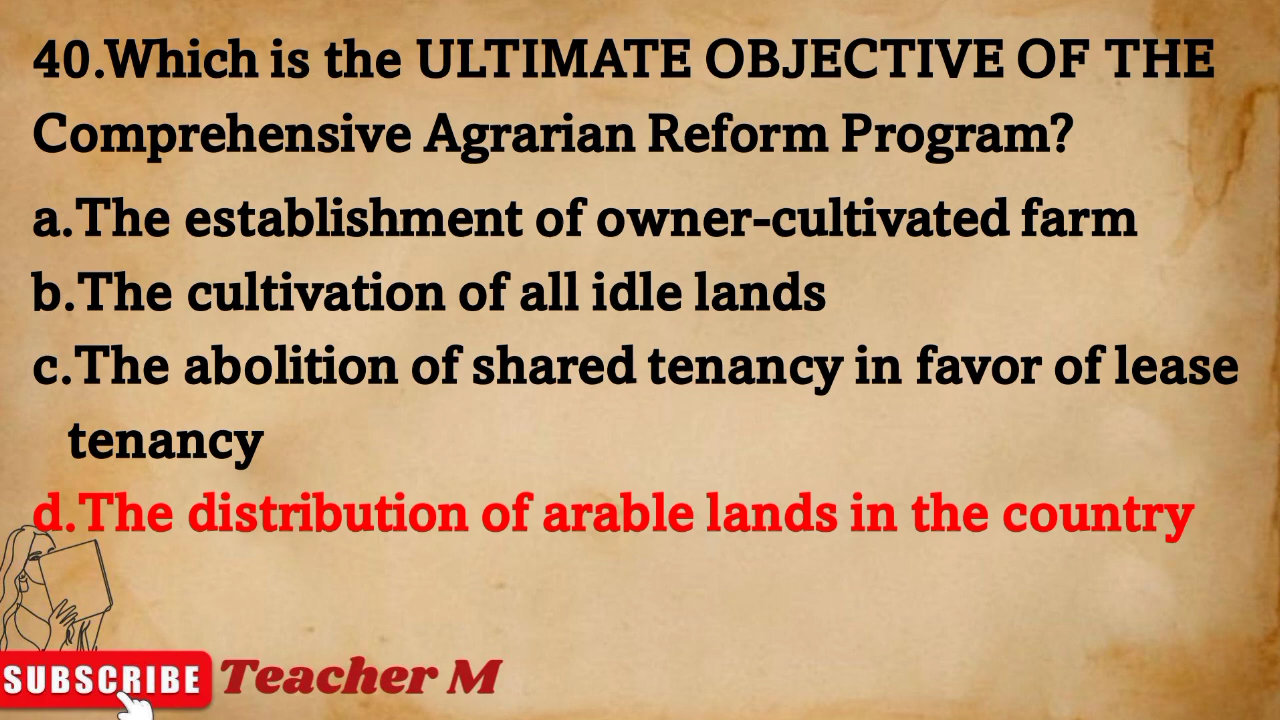 40.Which is the ULTIMATE OBJECTIVE OF THE
Comprehensive Agrarian Reform Program?
a.The establishment of owner-cultivated farm
b.The cultivation of all idle lands
c.The abolition of shared tenancy in favor of lease
tenancy
d.The distribution of arable lands in the country
SUBSCRIBE Teacher M